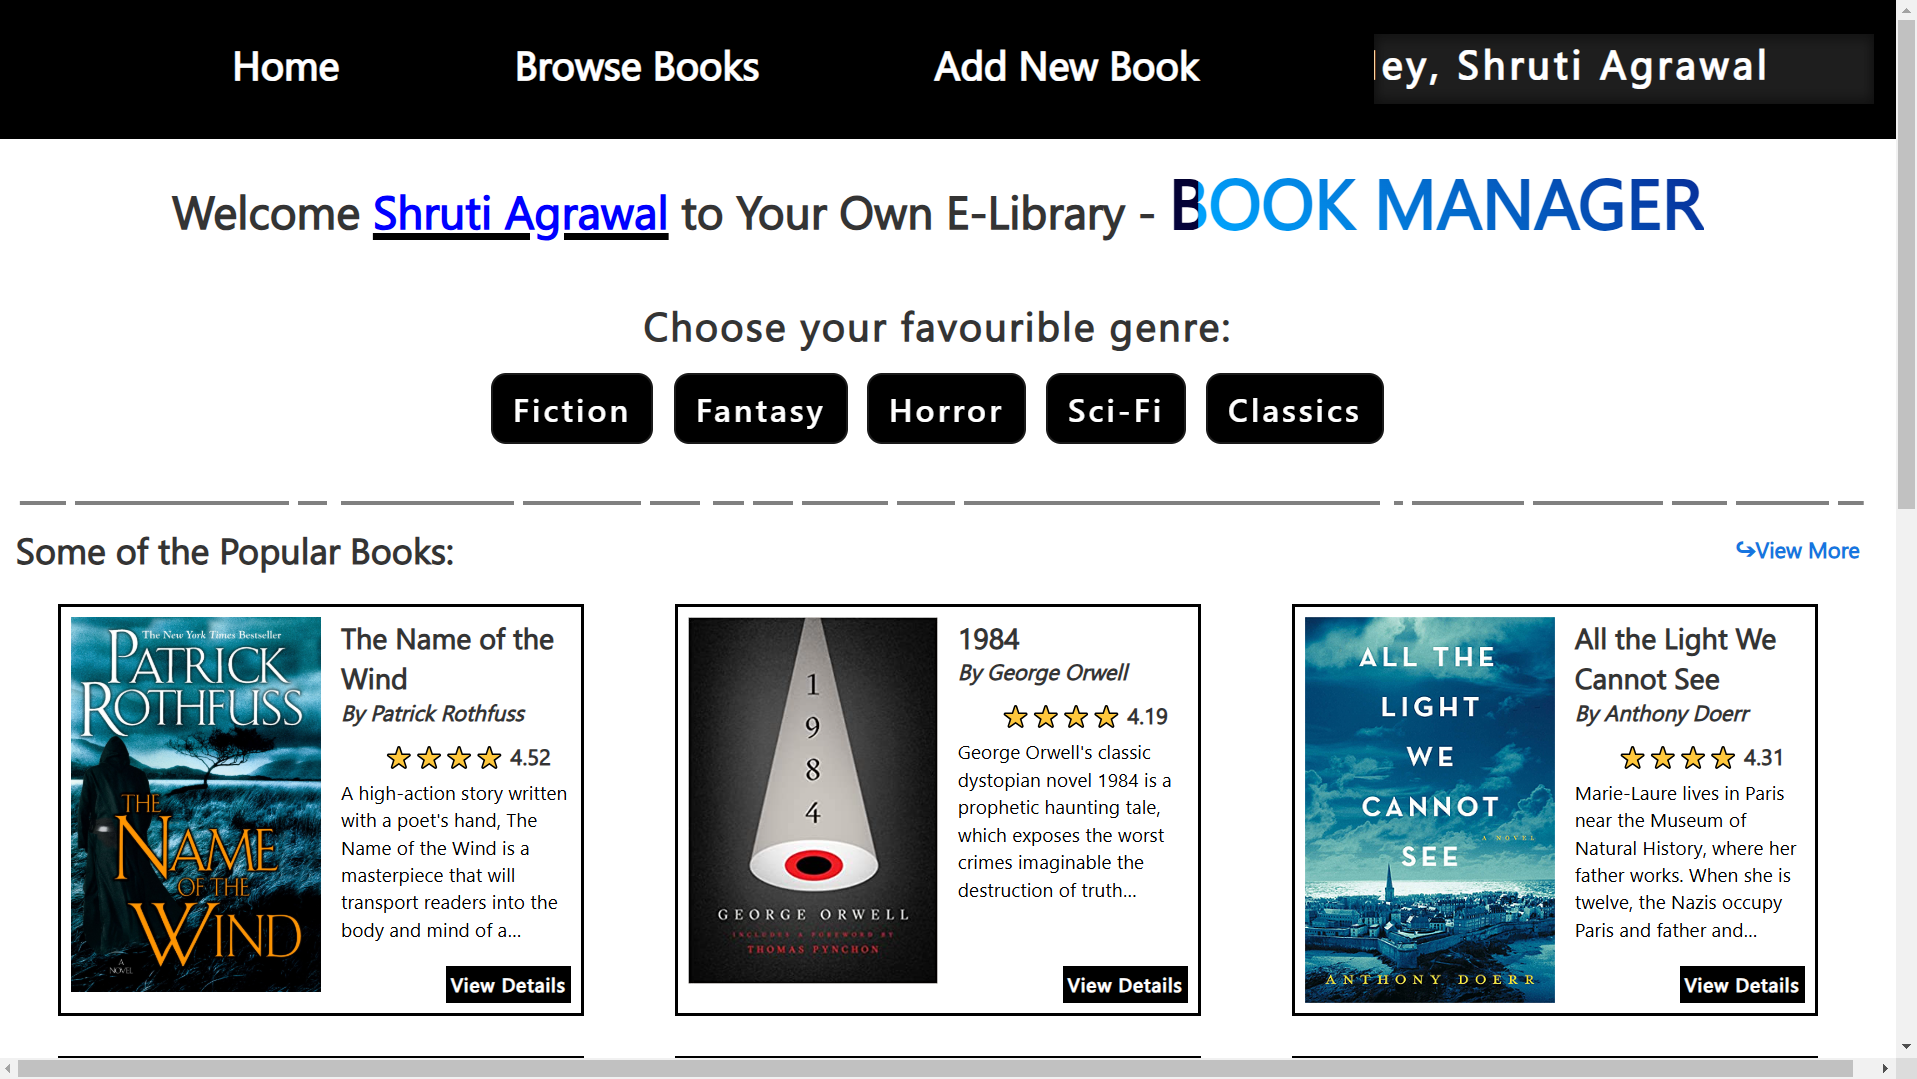 Home Browse Books Add New Book ley, Shruti Agrawal
Welcome Shruti Agrawal to Your Own E-Library - BOOK MANAGER
Choose your favourible genre:
Fiction Fantasy Horror Sci-Fi Classics
Some of the Popular Books:
↪View More
The New York Times Bestseller
PATRICK
ROTHFUSS
THE
NAME
OF THE
WIND
A
NOVEL
The Name of the
Wind
By Patrick Rothfuss
4.52
A high-action story written
with a poet's hand, The
Name of the Wind is a
masterpiece that will
transport readers into the
body and mind of a...
View Details
1
9
8
4
GEORGE ORWELL
INCLUDES A FOREWORD BY
THOMAS PYNCHON
1984
By George Orwell
4.19
George Orwell's classic
dystopian novel 1984 is a
prophetic haunting tale,
which exposes the worst
crimes imaginable the
destruction of truth...
View Details
ALL THE
LIGHT
WE
CANNOT
A NOVEL
SEE
ANTHONY DOERR
All the Light We
Cannot See
By Anthony Doerr
4.31
Marie-Laure lives in Paris
near the Museum of
Natural History, where her
father works. When she is
twelve, the Nazis occupy
Paris and father and...
View Details